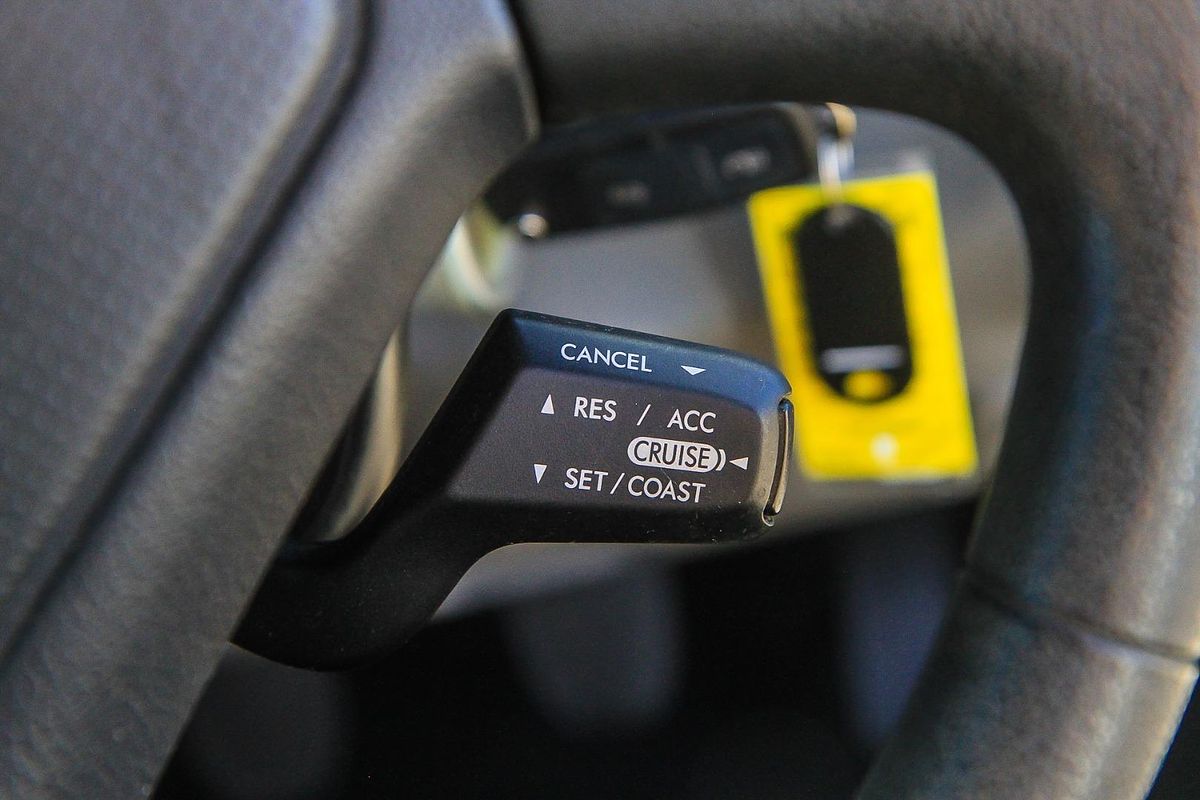 CANCEL
RES / ACC
CRUISE
SET / COAST